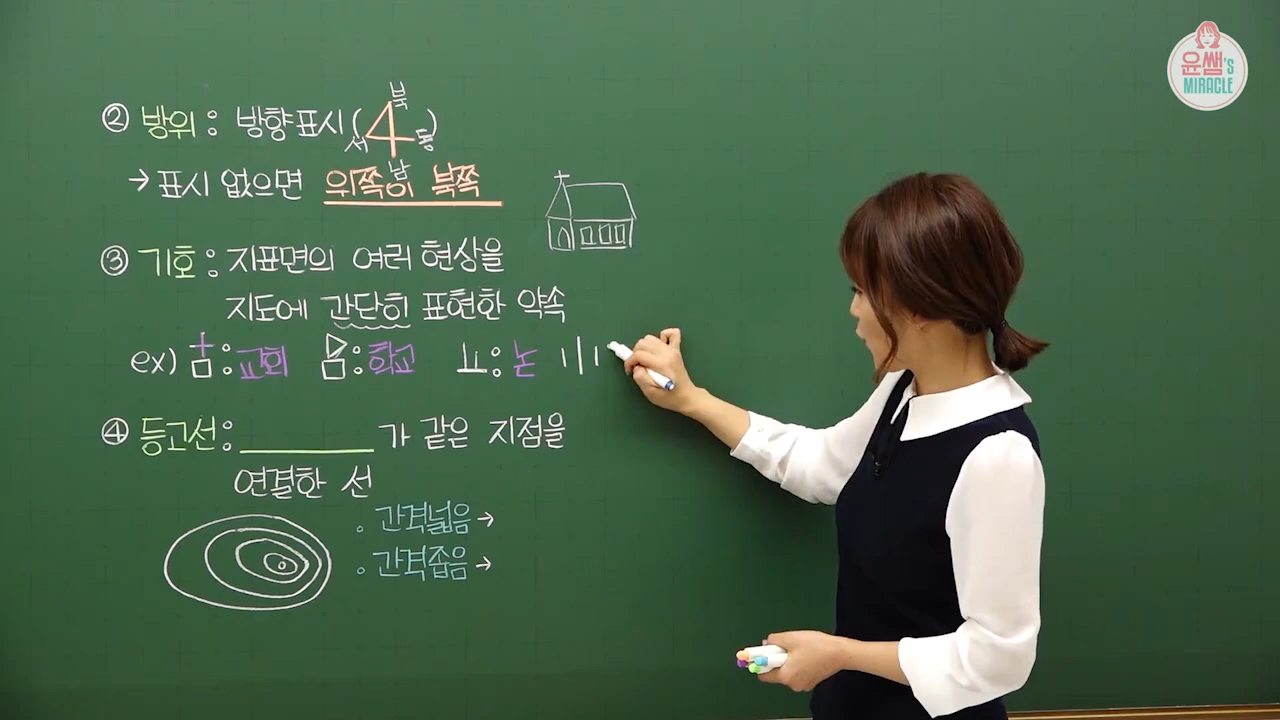 윤쌤's
MIRACLE
② 방위 : 방향표시( 북 서 4 동 남 )
→ 표시 없으면 위쪽이 북쪽
③ 기호 : 지표면의 여러 현상을
지도에 간단히 표현한 약속
ex) : 교회 : 학교 ㅛ : 논
④ 등고선 : ________ 가 같은 지점을
연결한 선
• 간격넓음 →
• 간격좁음 →